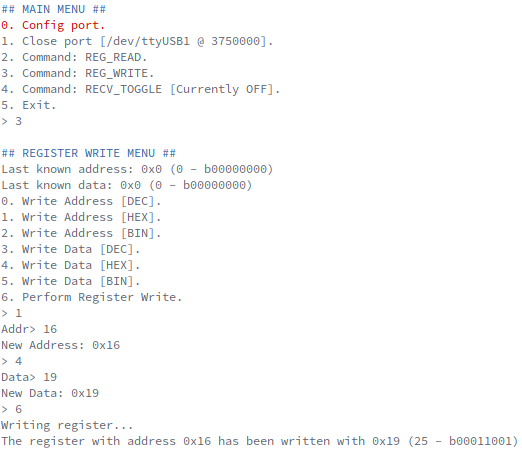 ## MAIN MENU ##
0. Config port.
1. Close port [/dev/ttyUSB1 @ 3750000].
2. Command: REG_READ.
3. Command: REG_WRITE.
4. Command: RECV_TOGGLE [Currently OFF].
5. Exit.
> 3

## REGISTER WRITE MENU ##
Last known address: 0x0 (0 – b00000000)
Last known data: 0x0 (0 – b00000000)
0. Write Address [DEC].
1. Write Address [HEX].
2. Write Address [BIN].
3. Write Data [DEC].
4. Write Data [HEX].
5. Write Data [BIN].
6. Perform Register Write.
> 1
Addr> 16
New Address: 0x16
> 4
Data> 19
New Data: 0x19
> 6
Writing register...
The register with address 0x16 has been written with 0x19 (25 – b00011001)